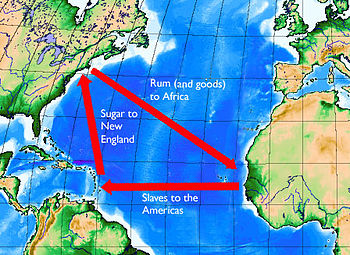 Rum (and goods)
to Africa
Sugar to
New
England
Slaves to the
Americas